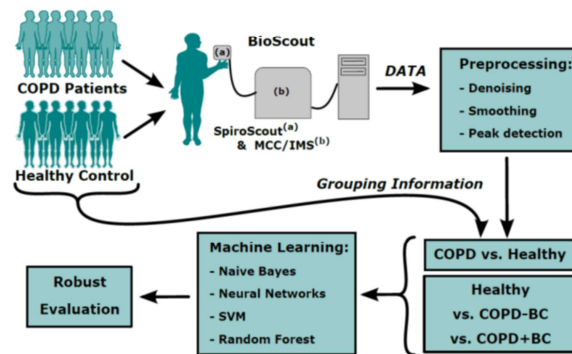 COPD Patients
Healthy Control
(a)
BioScout
(b)
SpiroScout(a)
& MCC/IMS(b)
DATA
Preprocessing:
- Denoising
- Smoothing
- Peak detection
Grouping Information
COPD vs. Healthy
Healthy
vs. COPD-BC
vs. COPD+BC
Machine Learning:
- Naive Bayes
- Neural Networks
- SVM
- Random Forest
Robust
Evaluation